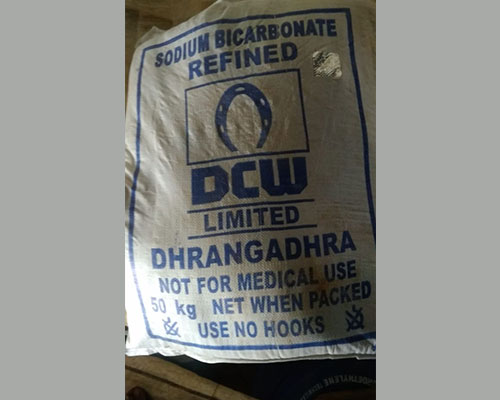 SODIUM BICARBONATE
REFINED
DCW
LIMITED
DHRANGADHRA
NOT FOR MEDICAL USE
50 kg NET WHEN PACKED
USE NO HOOKS